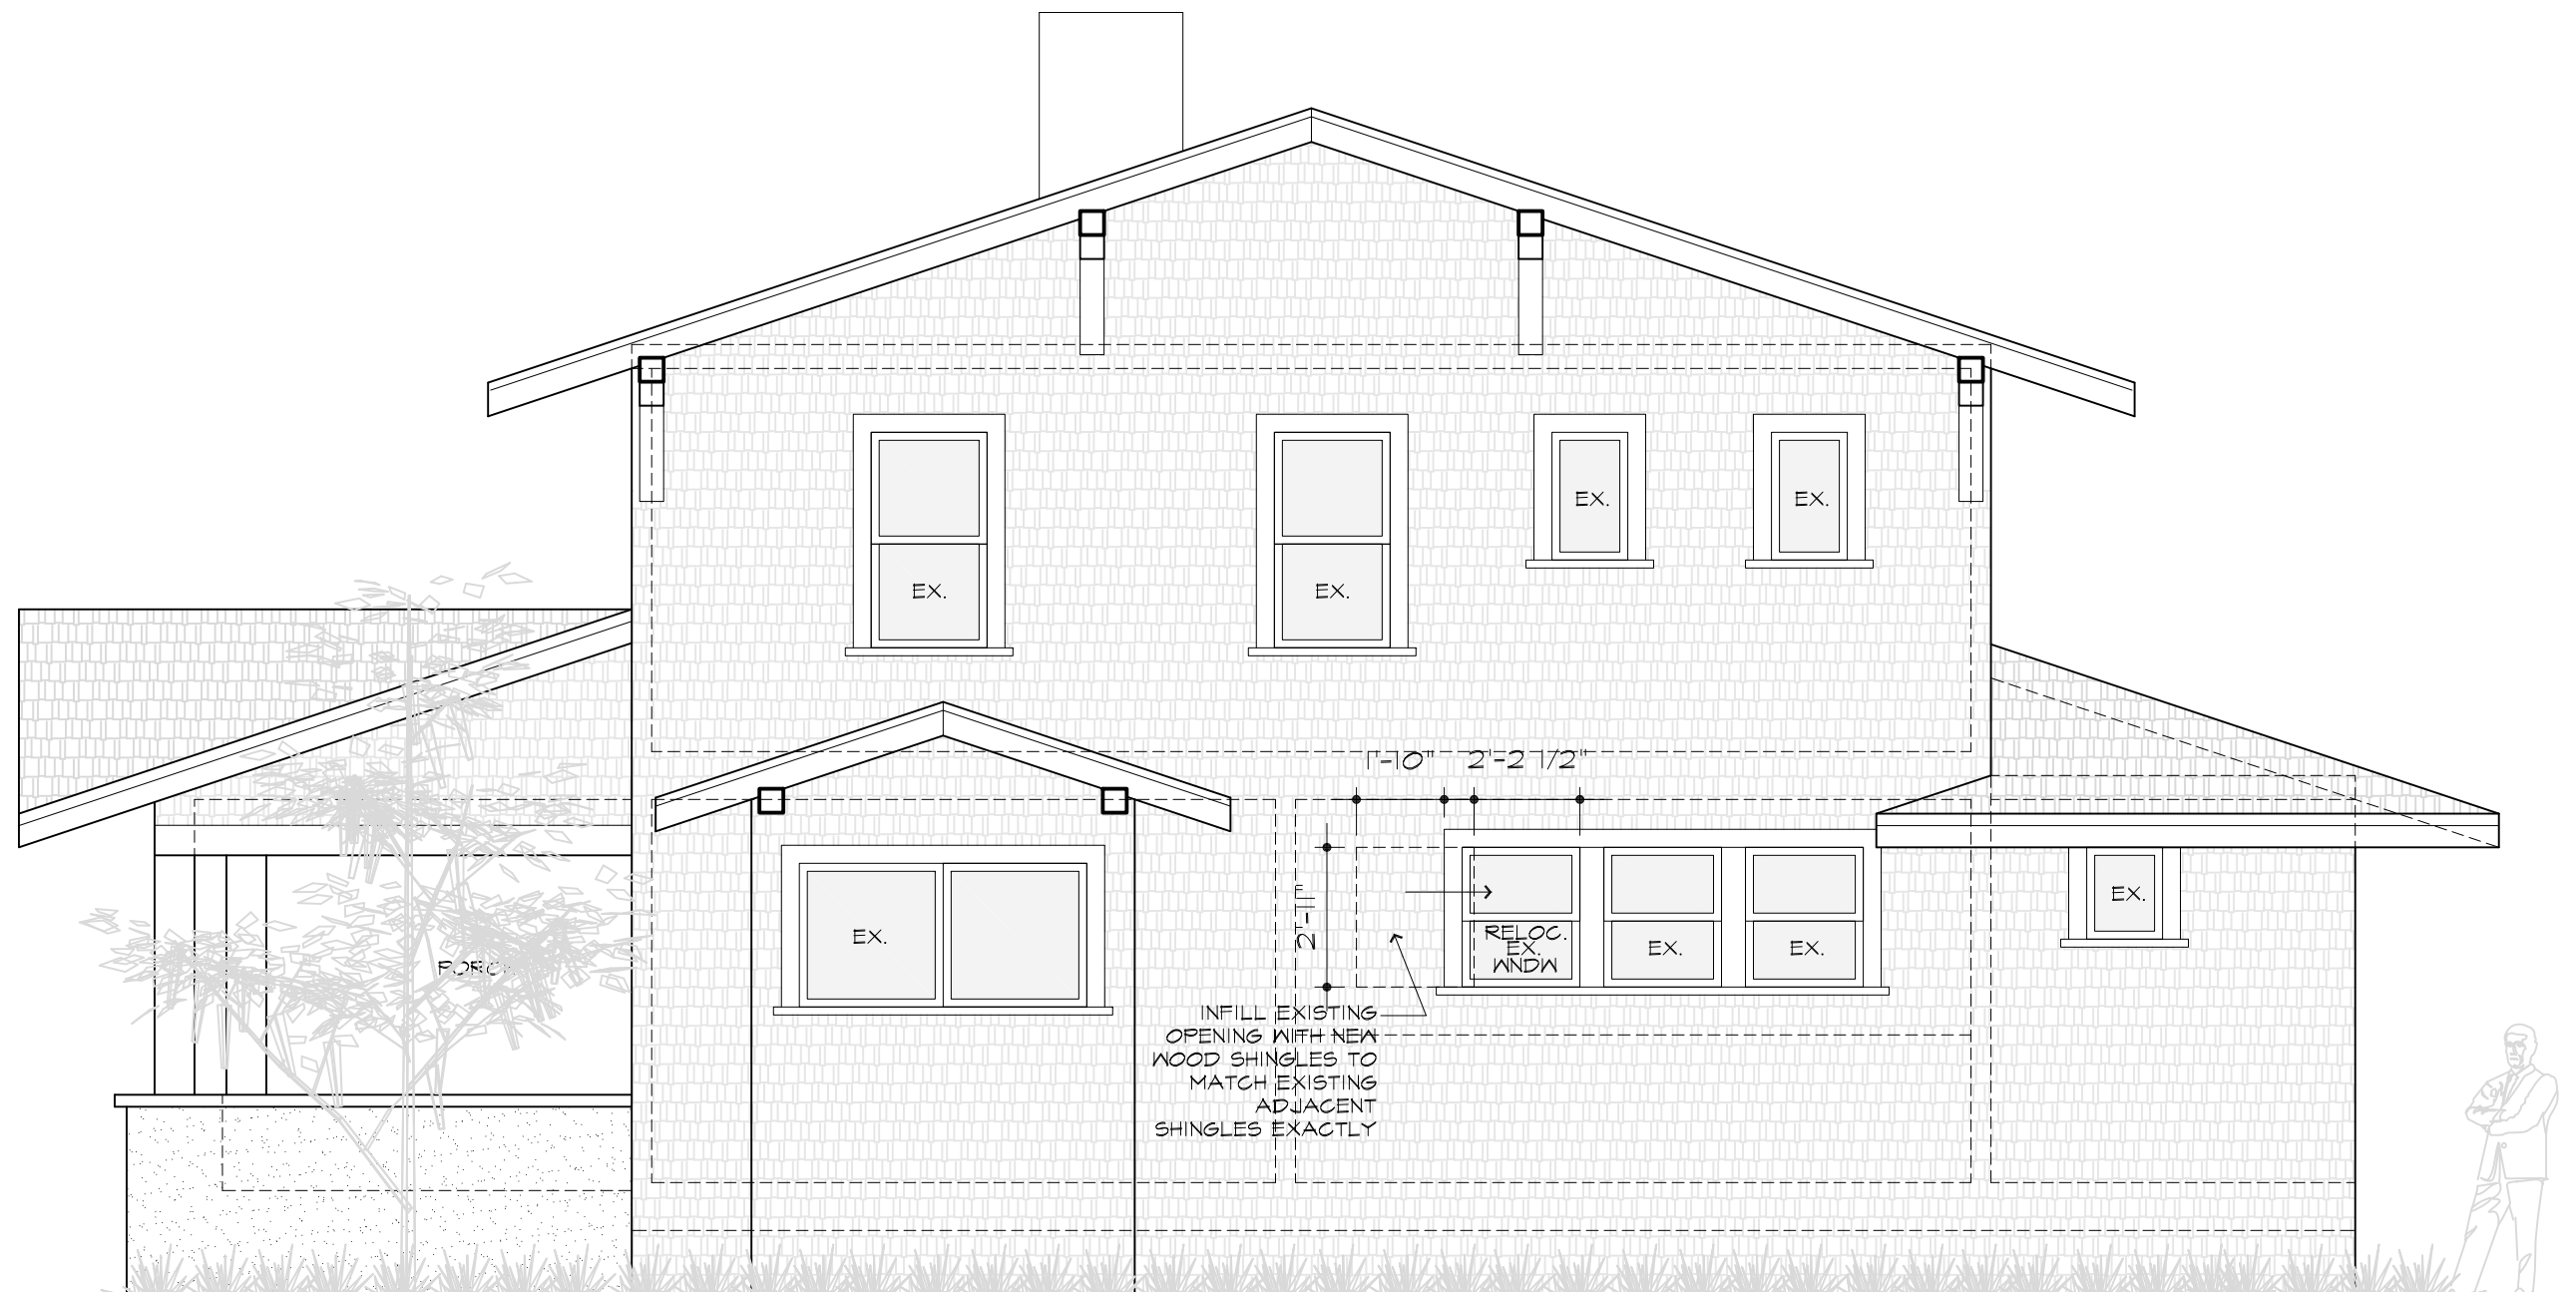 EX.
EX.
EX.
EX.
1'-10"
2'-2 1/2"
2'-11"
EX.
RELOC.
EX.
WNDW
EX.
EX.
EX.
PORCH
INFILL EXISTING
OPENING WITH NEW
WOOD SHINGLES TO
MATCH EXISTING
ADJACENT
SHINGLES EXACTLY